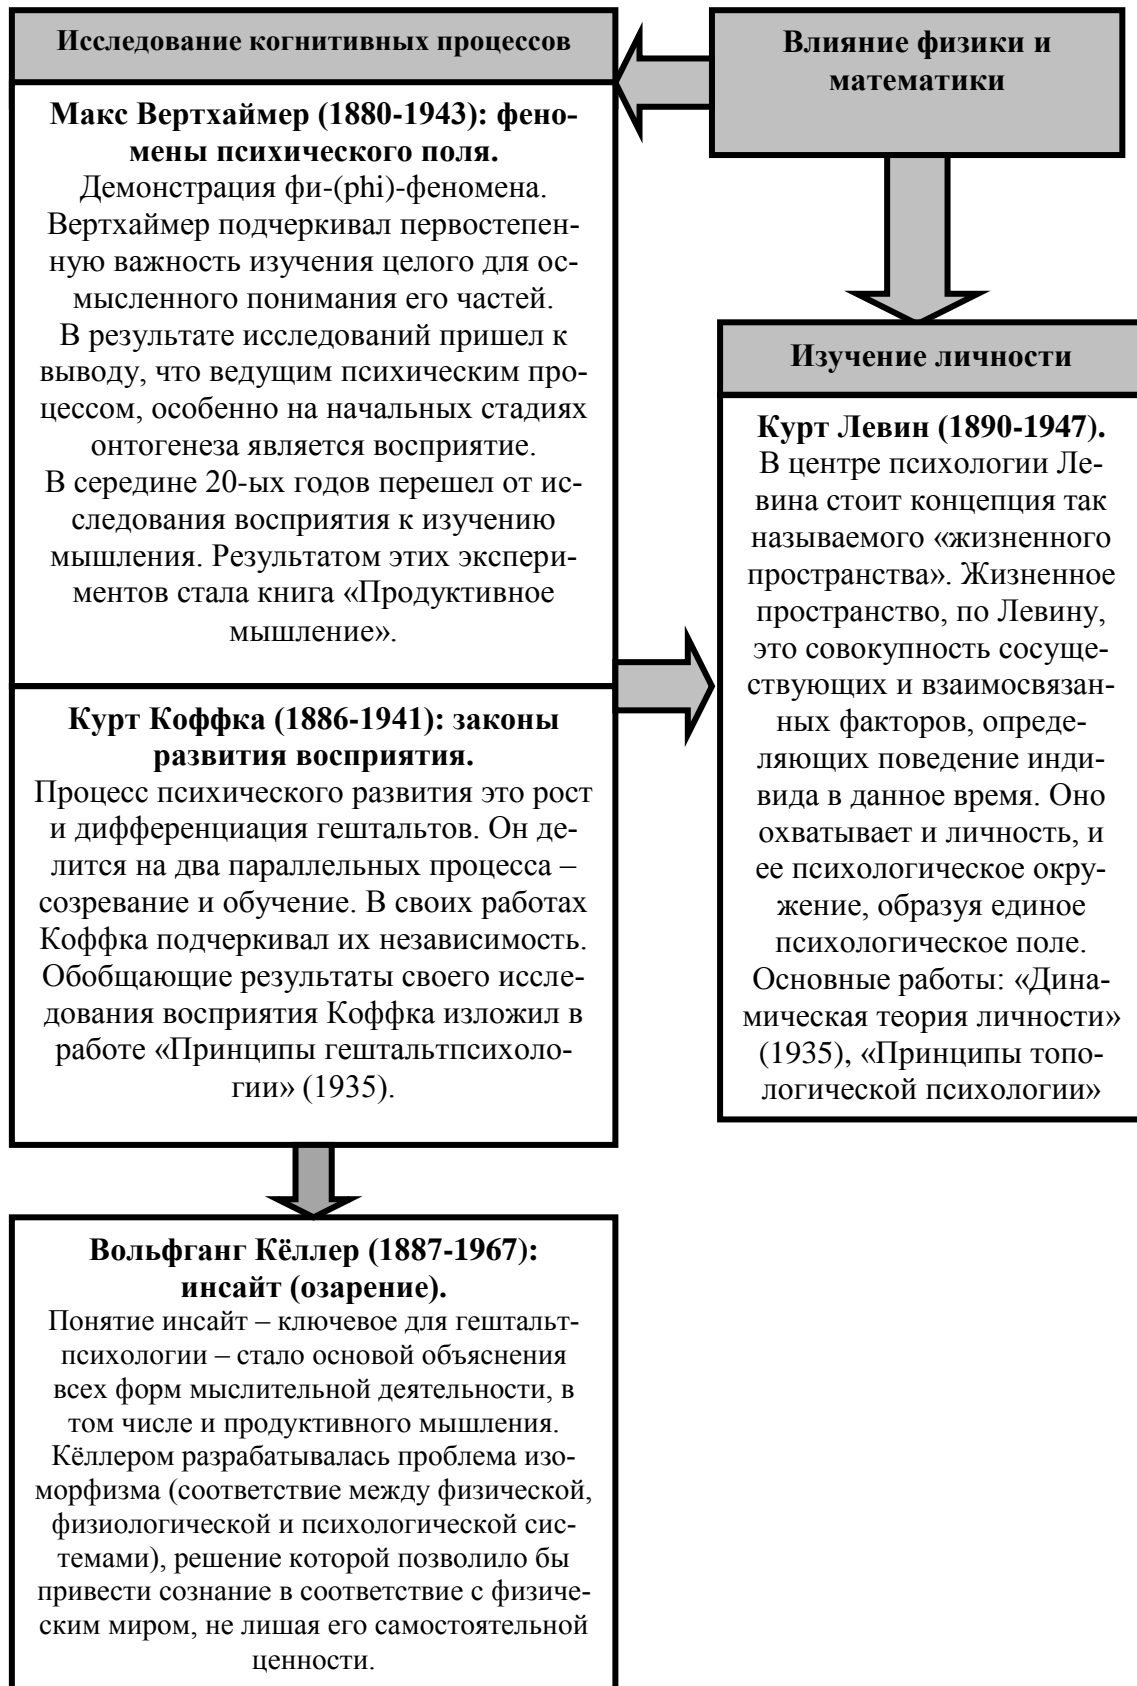 Исследование когнитивных процессов
Макс Вертхаймер (1880-1943): фено-
мены психического поля.
Демонстрация фи-(phi)-феномена.
Вертхаймер подчеркивал первостепен-
ную важность изучения целого для ос-
мысленного понимания его частей.
В результате исследований пришел к
выводу, что ведущим психическим про-
цессом, особенно на начальных стадиях
онтогенеза является восприятие.
В середине 20-ых годов перешел от ис-
следования восприятия к изучению
мышления. Результатом этих экспери-
ментов стала книга «Продуктивное
мышление».
Курт Коффка (1886-1941): законы
развития восприятия.
Процесс психического развития это рост
и дифференциация гештальтов. Он де-
лится на два параллельных процесса –
созревание и обучение. В своих работах
Коффка подчеркивал их независимость.
Обобщающие результаты своего иссле-
дования восприятия Коффка изложил в
работе «Принципы гештальтпсихоло-
гии» (1935).
Вольфганг Кёллер (1887-1967):
инсайт (озарение).
Понятие инсайт – ключевое для гештальт-
психологии – стало основой объяснения
всех форм мыслительной деятельности, в
том числе и продуктивного мышления.
Кёллером разрабатывалась проблема изо-
морфизма (соответствие между физической,
физиологической и психологической сис-
темами), решение которой позволило бы
привести сознание в соответствие с физиче-
ским миром, не лишая его самостоятельной
ценности.
Влияние физики и
математики
Изучение личности
Курт Левин (1890-1947).
В центре психологии Ле-
вина стоит концепция так
называемого «жизненного
пространства». Жизненное
пространство, по Левину,
это совокупность сосуще-
ствующих и взаимосвязан-
ных факторов, опреде-
ляющих поведение инди-
вида в данное время. Оно
охватывает и личность, и
ее психологическое окру-
жение, образуя единое
психологическое поле.
Основные работы: «Дина-
мическая теория личности»
(1935), «Принципы топо-
логической психологии»